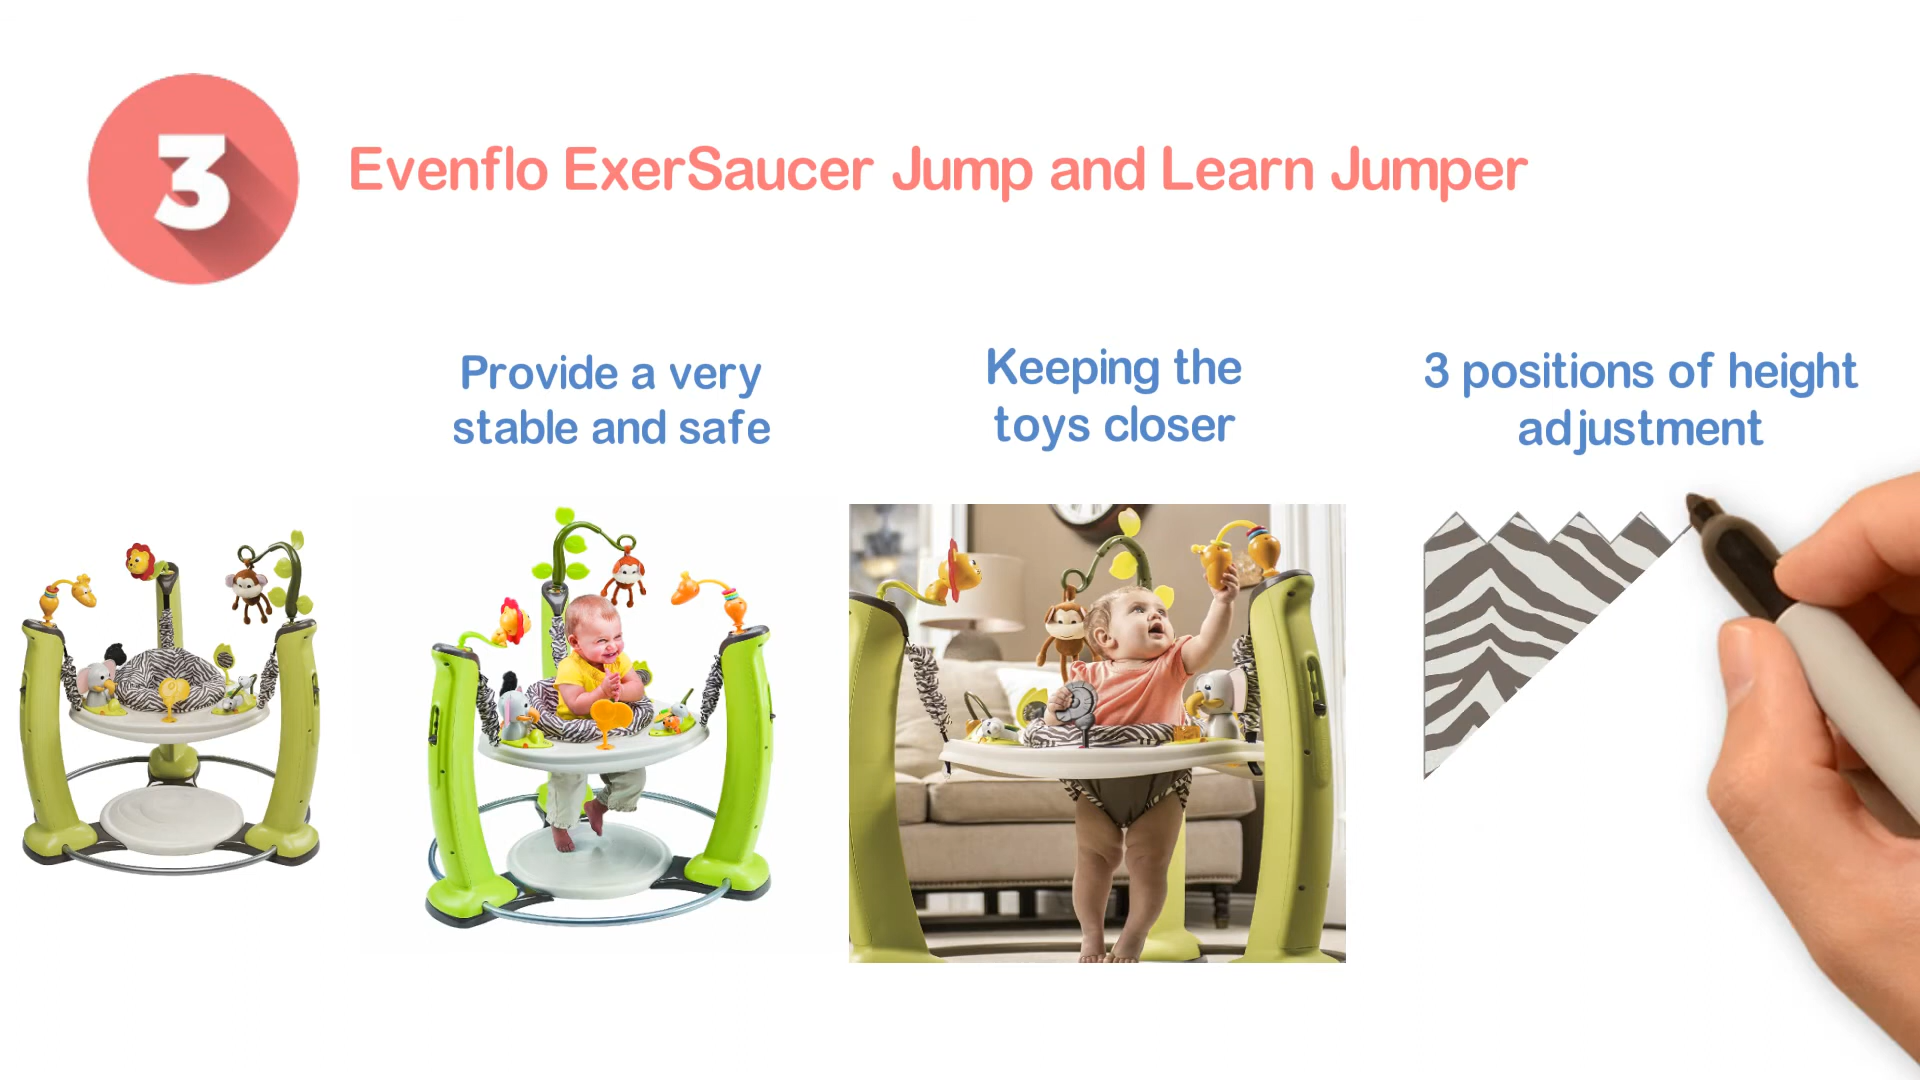 3
Evenflo ExerSaucer Jump and Learn Jumper
Provide a very
stable and safe
Keeping the
toys closer
3 positions of height
adjustment